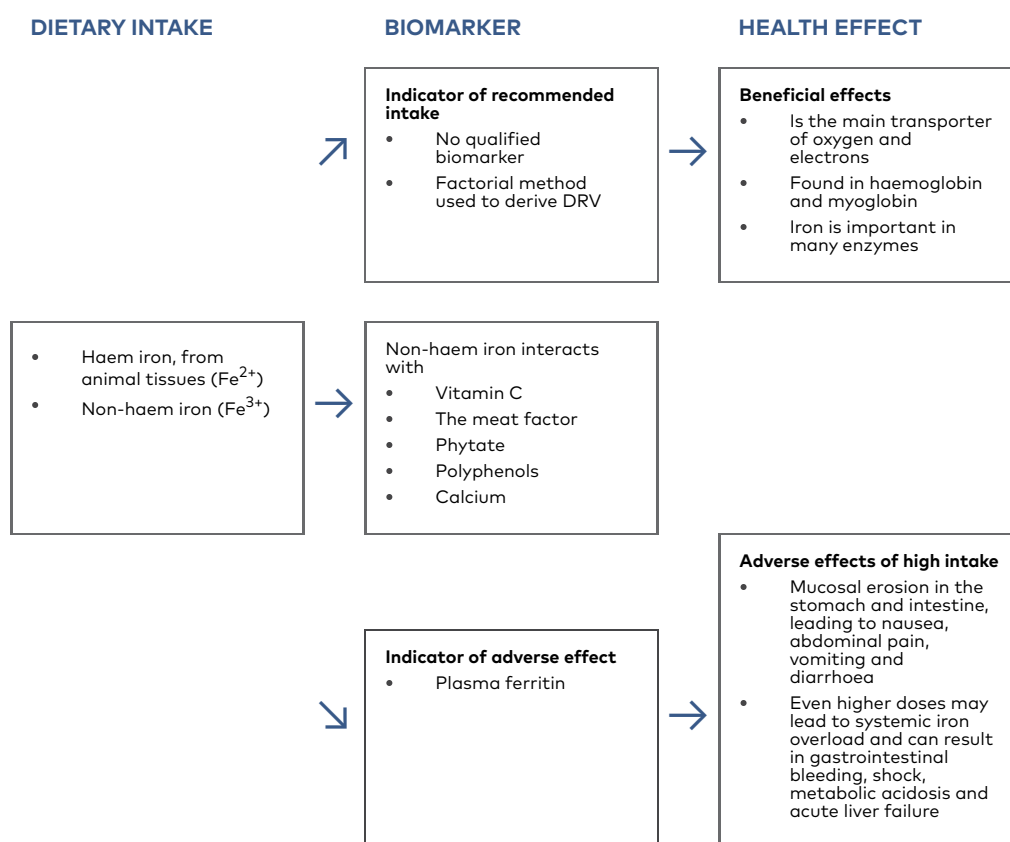 DIETARY INTAKE
BIOMARKER
HEALTH EFFECT
Indicator of recommended
intake
• No qualified
biomarker
• Factorial method
used to derive DRV
Beneficial effects
• Is the main transporter
of oxygen and
electrons
• Found in haemoglobin
and myoglobin
• Iron is important in
many enzymes
• Haem iron, from
animal tissues (Fe2+)
• Non-haem iron (Fe3+)
Non-haem iron interacts
with
• Vitamin C
• The meat factor
• Phytate
• Polyphenols
• Calcium
Indicator of adverse effect
• Plasma ferritin
Adverse effects of high intake
• Mucosal erosion in the
stomach and intestine,
leading to nausea,
abdominal pain,
vomiting and
diarrhoea
• Even higher doses may
lead to systemic iron
overload and can result
in gastrointestinal
bleeding, shock,
metabolic acidosis and
acute liver failure